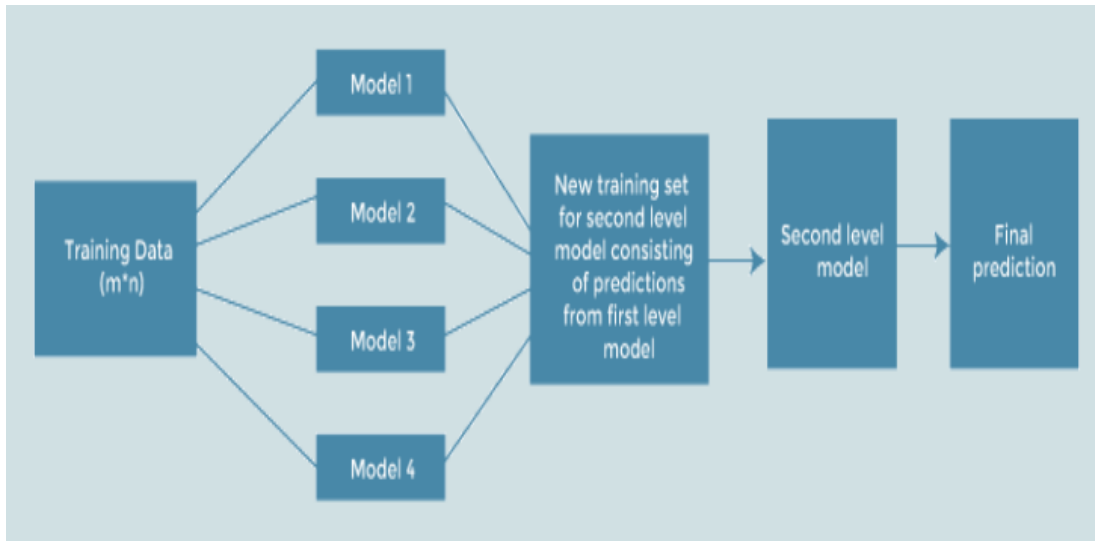 Training Data
(m*n)
Model 1
Model 2
Model 3
Model 4
New training set
for second level
model consisting
of predictions
from first level
model
Second level
model
Final
prediction